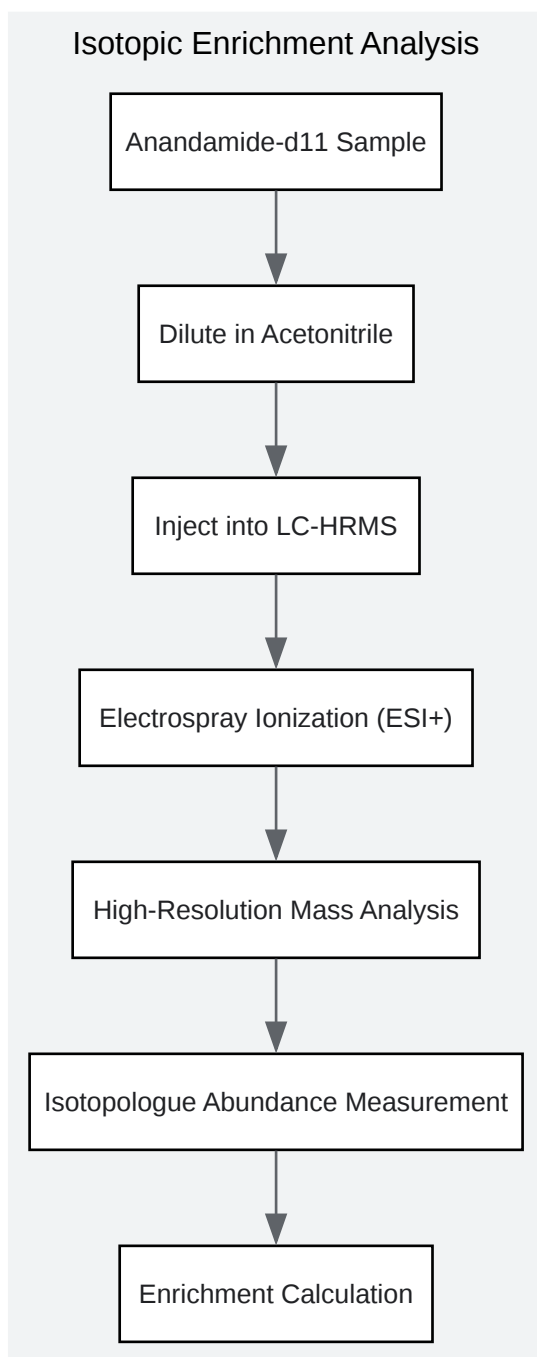 Isotopic Enrichment Analysis
Anandamide-d11 Sample
Dilute in Acetonitrile
Inject into LC-HRMS
Electrospray Ionization (ESI+)
High-Resolution Mass Analysis
Isotopologue Abundance Measurement
Enrichment Calculation